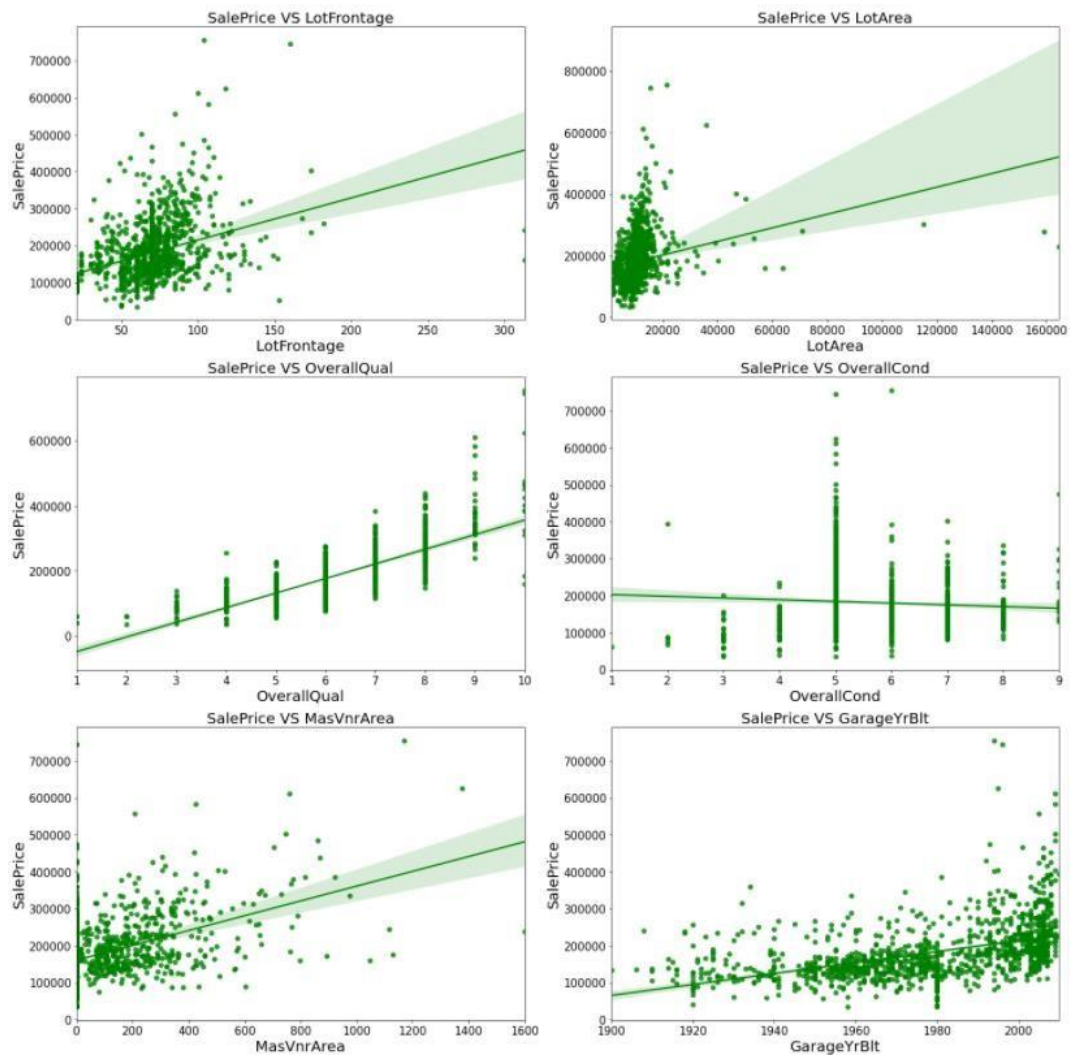 SalePrice VS LotFrontage
700000
600000
500000
400000
300000
200000
100000
0
SalePrice
50 100 150 200 250 300
LotFrontage
SalePrice VS LotArea
800000
600000
400000
200000
0
SalePrice
20000 40000 60000 80000 100000 120000 140000 160000
LotArea
SalePrice VS OverallQual
600000
400000
200000
0
SalePrice
1 2 3 4 5 6 7 8 9 10
OverallQual
SalePrice VS OverallCond
700000
600000
500000
400000
300000
200000
100000
0
SalePrice
1 2 3 4 5 6 7 8 9
OverallCond
SalePrice VS MasVnrArea
700000
600000
500000
400000
300000
200000
100000
0
SalePrice
0 200 400 600 800 1000 1200 1400 1600
MasVnrArea
SalePrice VS GarageYrBlt
700000
600000
500000
400000
300000
200000
100000
0
SalePrice
1900 1920 1940 1960 1980 2000
GarageYrBlt